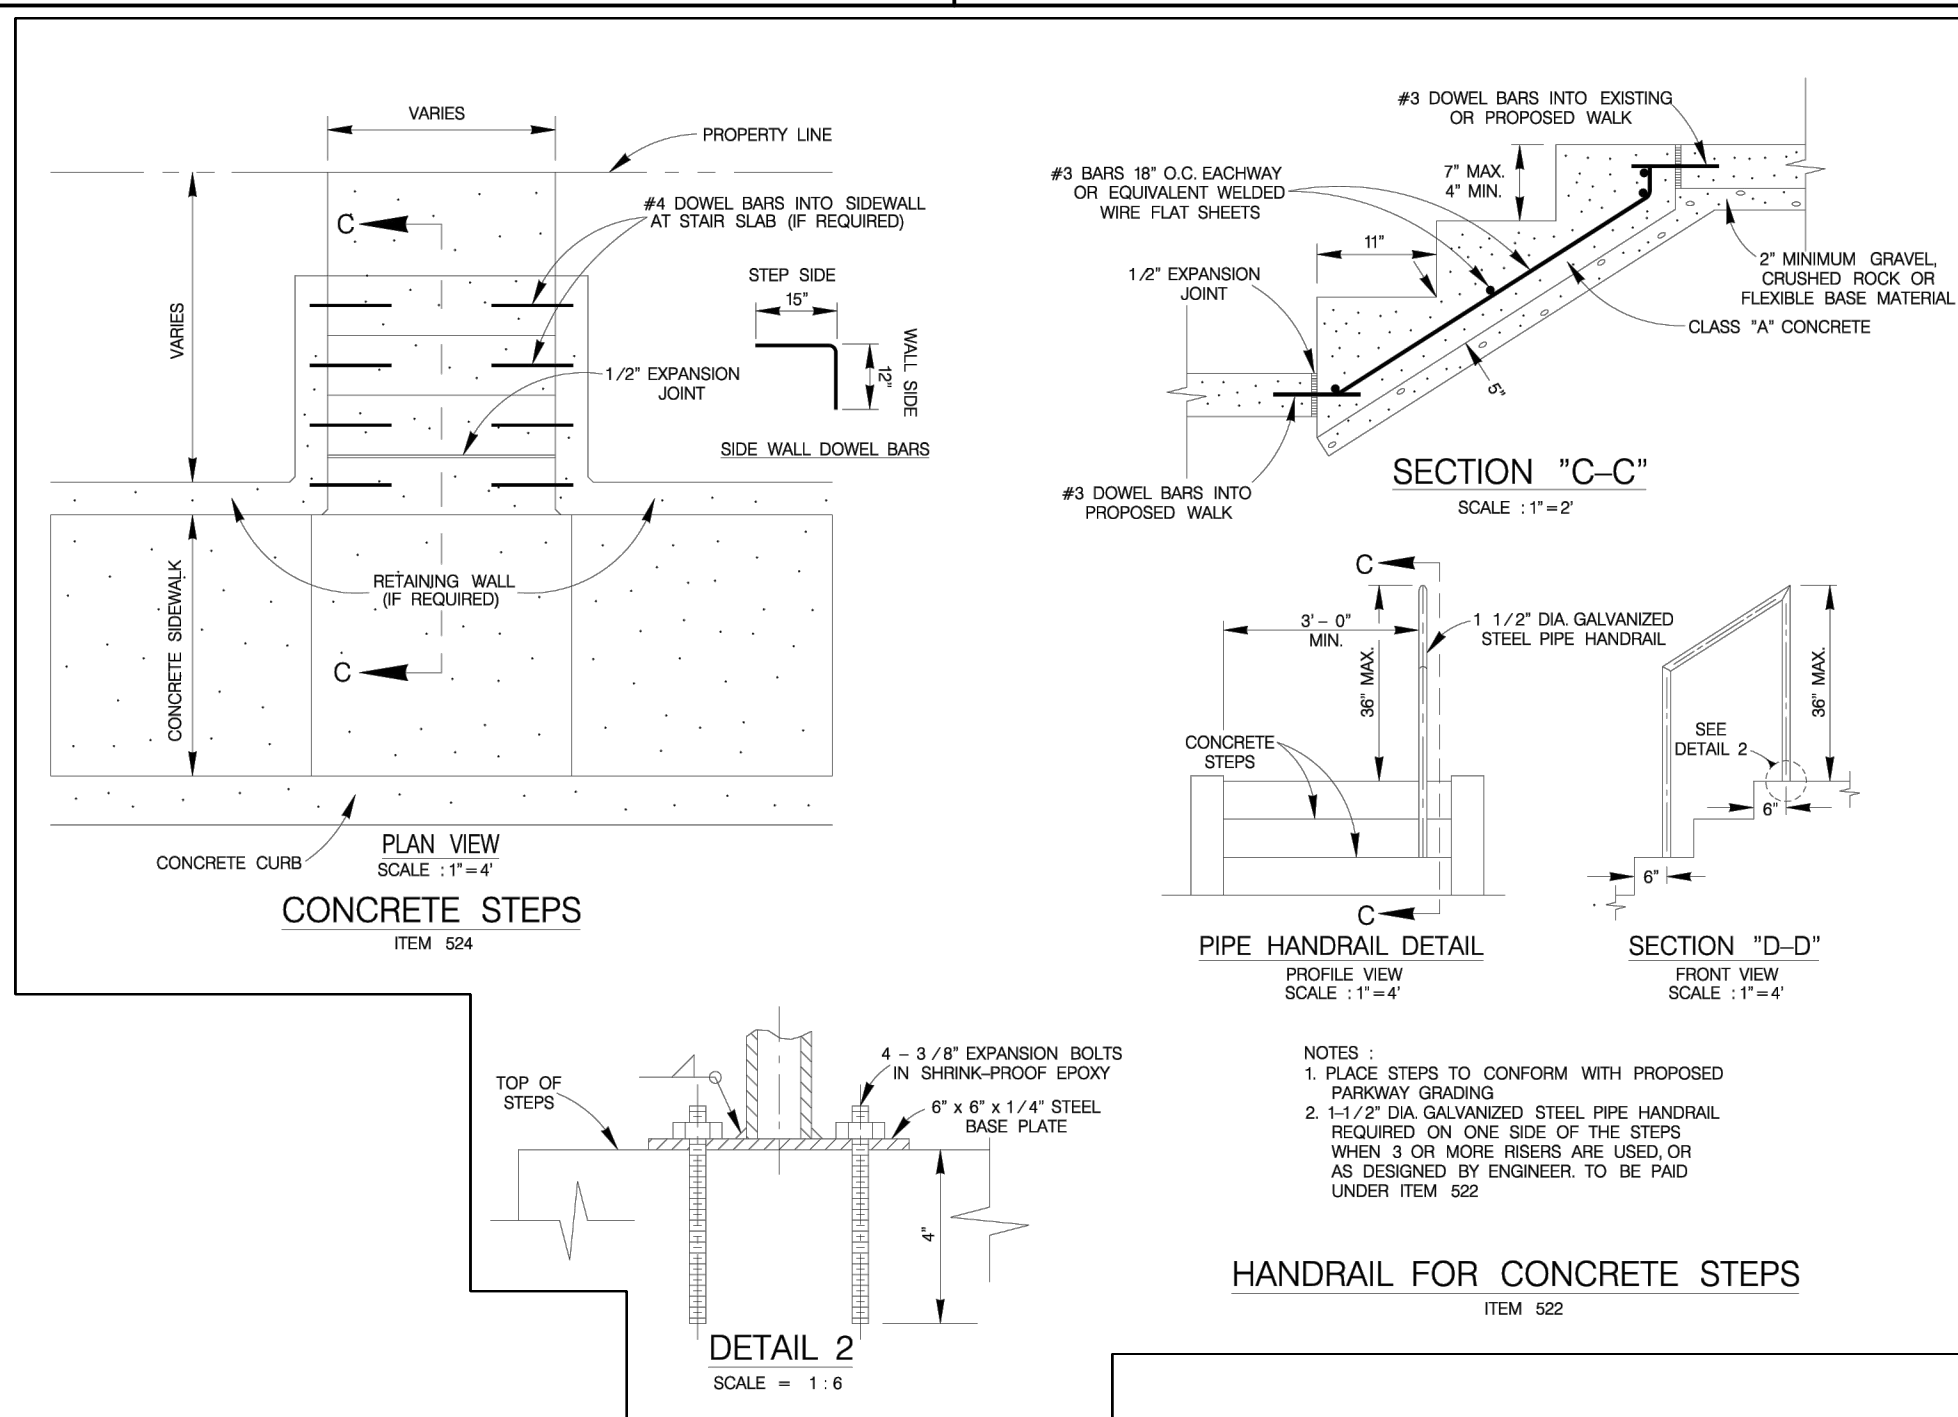 VARIES
PROPERTY LINE
C
#4 DOWEL BARS INTO SIDEWALL
AT STAIR SLAB (IF REQUIRED)
STEP SIDE
15"
WALL SIDE
12"
VARIES
1/2" EXPANSION
JOINT
SIDE WALL DOWEL BARS
RETAINING WALL
(IF REQUIRED)
CONCRETE SIDEWALK
C
CONCRETE CURB
PLAN VIEW
SCALE : 1"=4'
CONCRETE STEPS
ITEM 524
#3 DOWEL BARS INTO EXISTING
OR PROPOSED WALK
#3 BARS 18" O.C. EACHWAY
OR EQUIVALENT WELDED
WIRE FLAT SHEETS
7" MAX.
4" MIN.
11"
1/2" EXPANSION
JOINT
2" MINIMUM GRAVEL,
CRUSHED ROCK OR
FLEXIBLE BASE MATERIAL
CLASS "A" CONCRETE
5"
#3 DOWEL BARS INTO
PROPOSED WALK
SECTION "C–C"
SCALE : 1"=2'
C
3'– 0"
MIN.
36" MAX.
1 1/2" DIA. GALVANIZED
STEEL PIPE HANDRAIL
CONCRETE
STEPS
C
PIPE HANDRAIL DETAIL
PROFILE VIEW
SCALE : 1"=4'
36" MAX.
SEE
DETAIL 2
6"
6"
SECTION "D–D"
FRONT VIEW
SCALE : 1"=4'
TOP OF
STEPS
4 – 3/8" EXPANSION BOLTS
IN SHRINK–PROOF EPOXY
6" x 6" x 1/4" STEEL
BASE PLATE
4"
DETAIL 2
SCALE = 1:6
NOTES :
1. PLACE STEPS TO CONFORM WITH PROPOSED
PARKWAY GRADING
2. 1–1/2" DIA. GALVANIZED STEEL PIPE HANDRAIL
REQUIRED ON ONE SIDE OF THE STEPS
WHEN 3 OR MORE RISERS ARE USED, OR
AS DESIGNED BY ENGINEER. TO BE PAID
UNDER ITEM 522
HANDRAIL FOR CONCRETE STEPS
ITEM 522